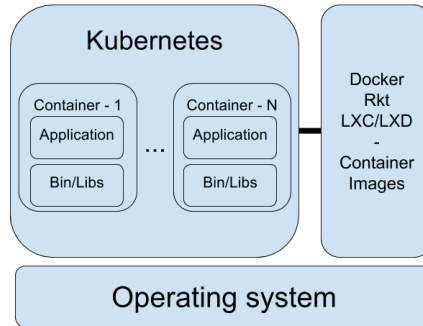 Kubernetes
Container - 1
Application
Bin/Libs
...
Container - N
Application
Bin/Libs
Docker
Rkt
LXC/LXD
-
Container
Images
Operating system